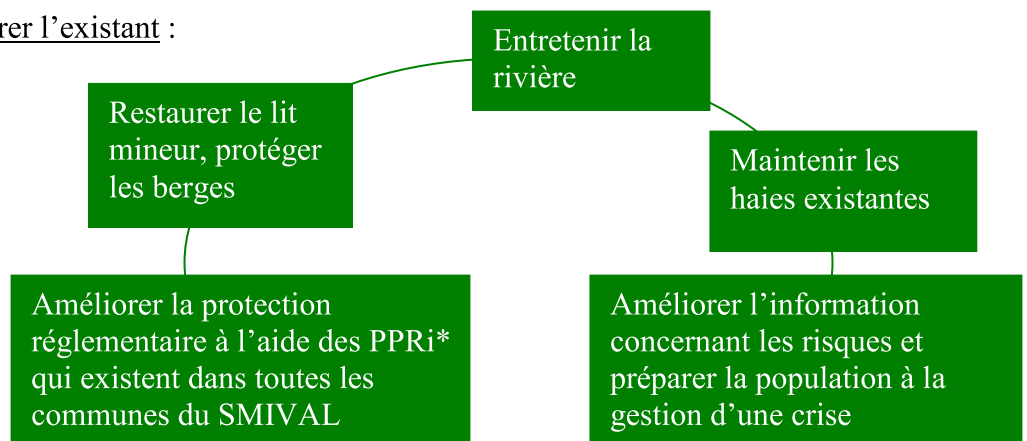 rer l’existant :
Entretenir la
rivière
Restaurer le lit
mineur, protéger
les berges
Maintenir les
haies existantes
Améliorer la protection
réglementaire à l’aide des PPRi*
qui existent dans toutes les
communes du SMIVAL
Améliorer l’information
concernant les risques et
préparer la population à la
gestion d’une crise